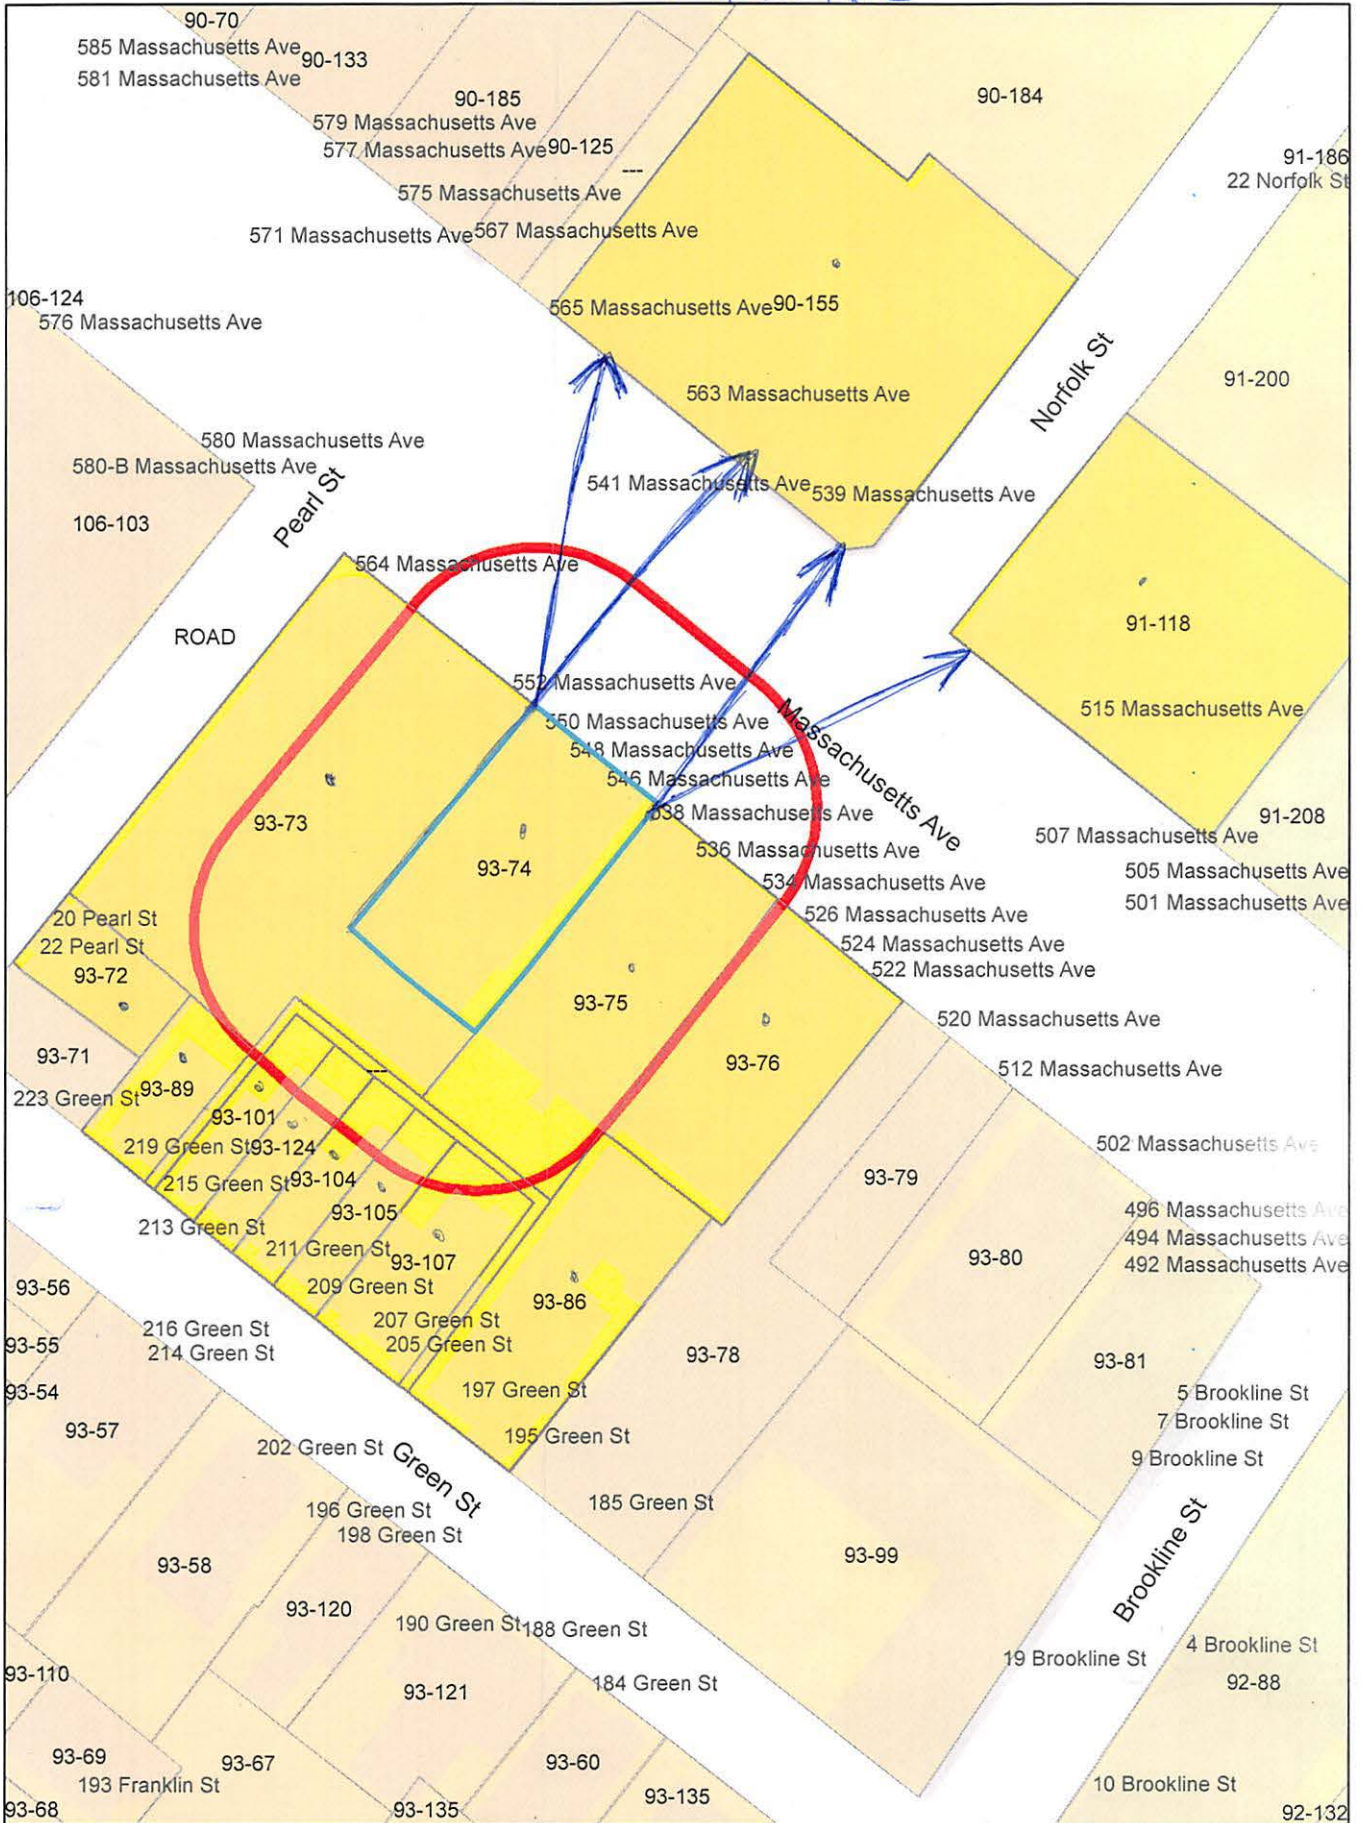 90-70
585 Massachusetts Ave
90-133
581 Massachusetts Ave
90-185
90-184
579 Massachusetts Ave
577 Massachusetts Ave
90-125
---
91-186
22 Norfolk St
575 Massachusetts Ave
571 Massachusetts Ave
567 Massachusetts Ave
106-124
576 Massachusetts Ave
565 Massachusetts Ave
90-155
Norfolk St
91-200
563 Massachusetts Ave
580 Massachusetts Ave
580-B Massachusetts Ave
Pearl St
541 Massachusetts Ave
539 Massachusetts Ave
106-103
564 Massachusetts Ave
ROAD
91-118
552 Massachusetts Ave
515 Massachusetts Ave
550 Massachusetts Ave
Massachusetts Ave
548 Massachusetts Ave
546 Massachusetts Ave
538 Massachusetts Ave
93-73
91-208
507 Massachusetts Ave
536 Massachusetts Ave
93-74
505 Massachusetts Ave
534 Massachusetts Ave
501 Massachusetts Ave
20 Pearl St
526 Massachusetts Ave
22 Pearl St
524 Massachusetts Ave
93-72
522 Massachusetts Ave
93-75
520 Massachusetts Ave
93-71
93-76
512 Massachusetts Ave
---
93-89
223 Green St
93-101
219 Green St
93-124
502 Massachusetts Ave
215 Green St
93-104
93-79
93-105
496 Massachusetts Ave
213 Green St
494 Massachusetts Ave
211 Green St
93-107
93-80
492 Massachusetts Ave
93-56
209 Green St
93-86
207 Green St
216 Green St
93-55
205 Green St
214 Green St
93-78
93-81
93-54
197 Green St
5 Brookline St
7 Brookline St
93-57
195 Green St
202 Green St
Green St
9 Brookline St
196 Green St
185 Green St
198 Green St
93-58
93-99
Brookline St
93-120
190 Green St
188 Green St
4 Brookline St
19 Brookline St
93-110
184 Green St
92-88
93-121
93-69
93-67
93-60
193 Franklin St
10 Brookline St
93-135
93-68
93-135
92-132